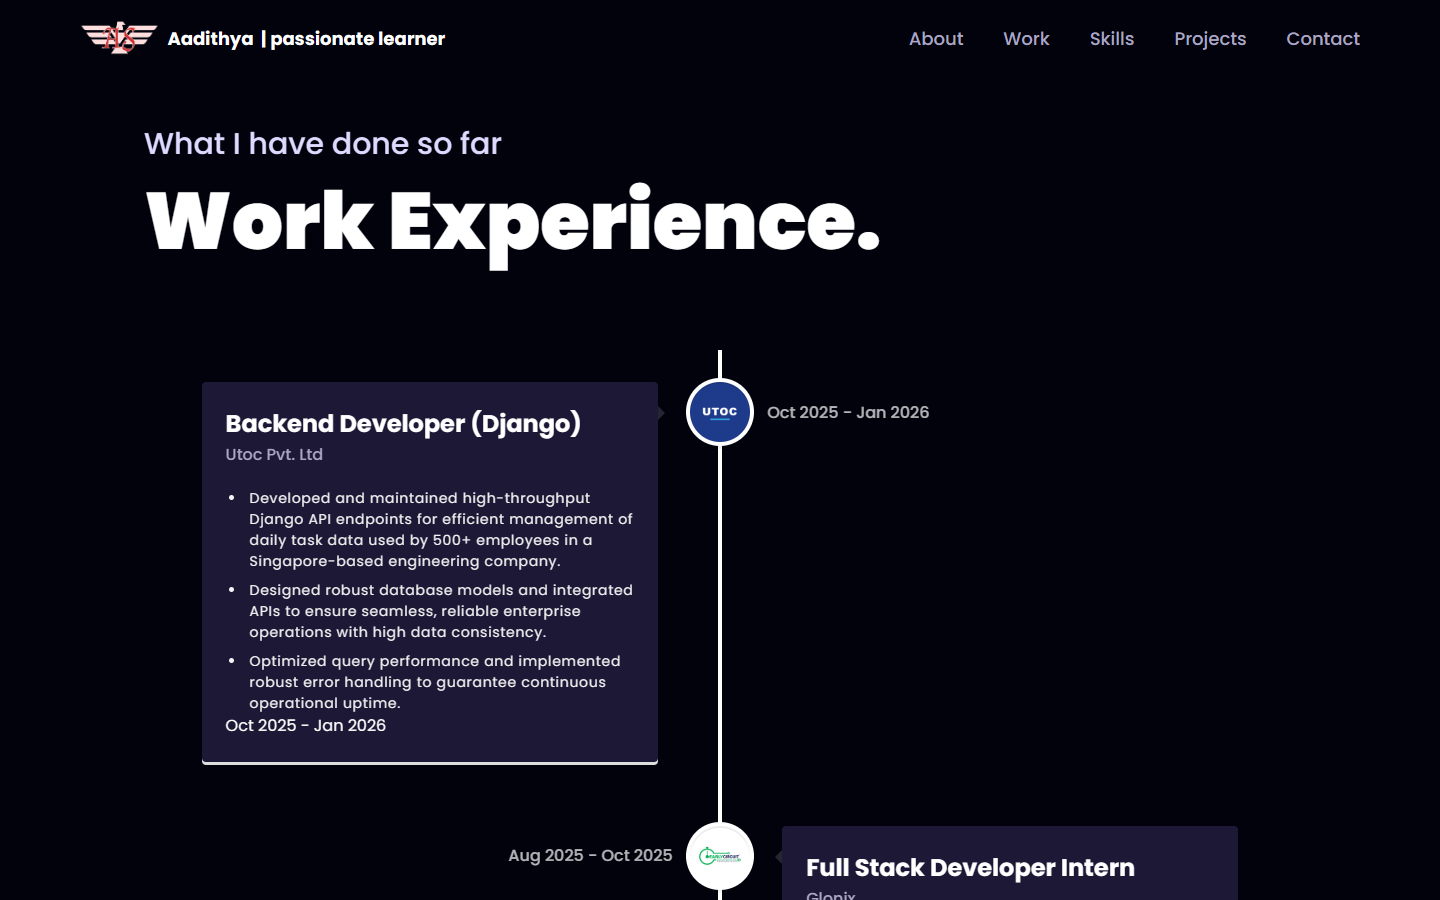 Aadithya | passionate learner
About Work Skills Projects Contact
What I have done so far
Work Experience.
Backend Developer (Django)
Utoc Pvt. Ltd
• Developed and maintained high-throughput
Django API endpoints for efficient management of
daily task data used by 500+ employees in a
Singapore-based engineering company.
• Designed robust database models and integrated
APIs to ensure seamless, reliable enterprise
operations with high data consistency.
• Optimized query performance and implemented
robust error handling to guarantee continuous
operational uptime.
Oct 2025 - Jan 2026
UTOC
Oct 2025 - Jan 2026
Aug 2025 - Oct 2025
Full Stack Developer Intern
Glonix